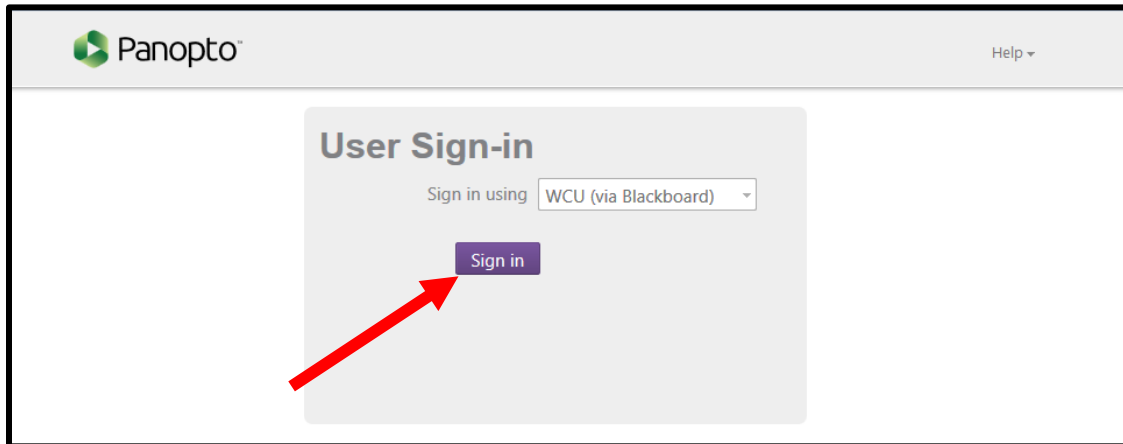 Panopto™
Help
User Sign-in
Sign in using WCU (via Blackboard)
Sign in